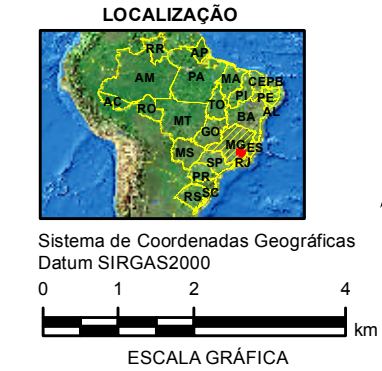 LOCALIZAÇÃO
RR AP
AM PA MA CE PB
AC RO TO PI PE
AL
MT BA
GO
MS MG ES
SP RJ
PR
RS SC
Sistema de Coordenadas Geográficas
Datum SIRGAS2000
0 1 2 4
km
ESCALA GRÁFICA